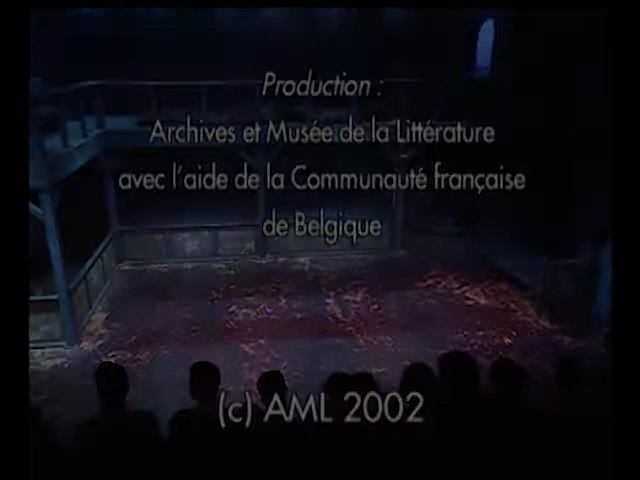 Production :
Archives et Musée de la Littérature
avec l'aide de la Communauté française
de Belgique
(c) AML 2002